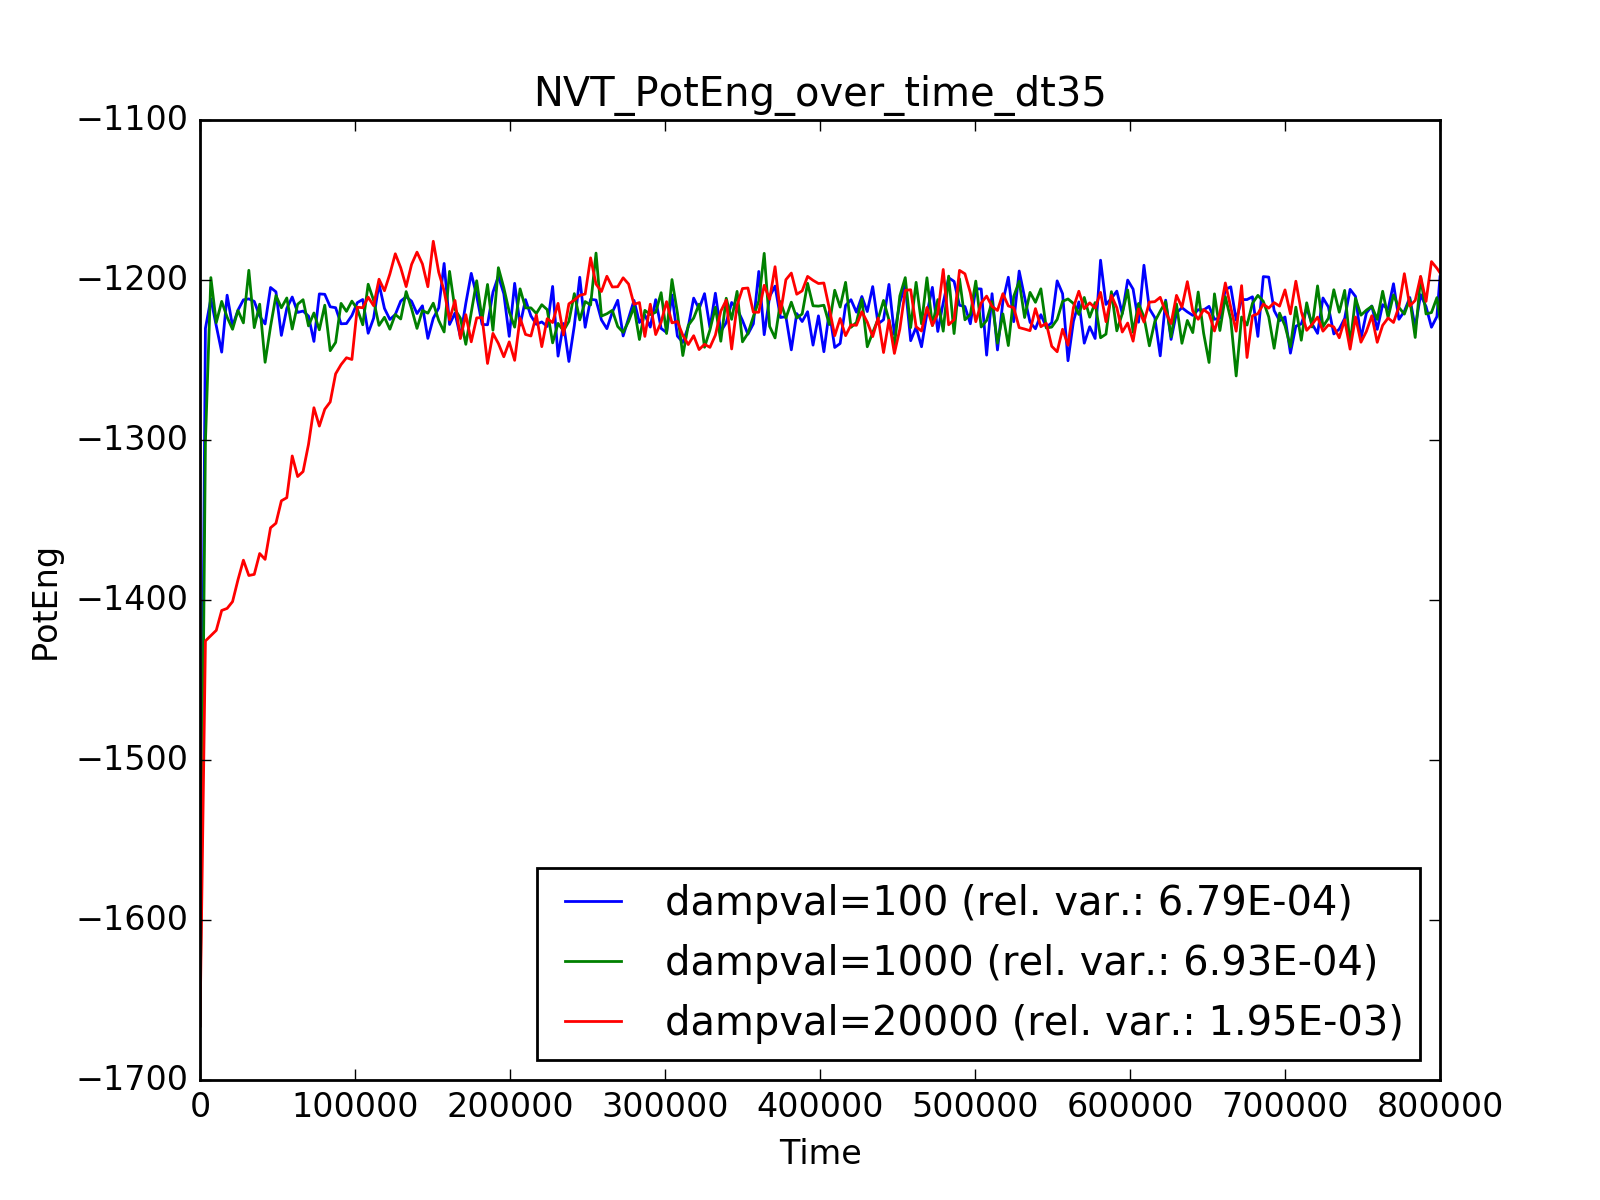 NVT_PotEng_over_time_dt35
−1100
−1200
−1300
−1400
−1500
−1600
−1700
PotEng
dampval=100 (rel. var.: 6.79E-04)
dampval=1000 (rel. var.: 6.93E-04)
dampval=20000 (rel. var.: 1.95E-03)
0 100000 200000 300000 400000 500000 600000 700000 800000
Time